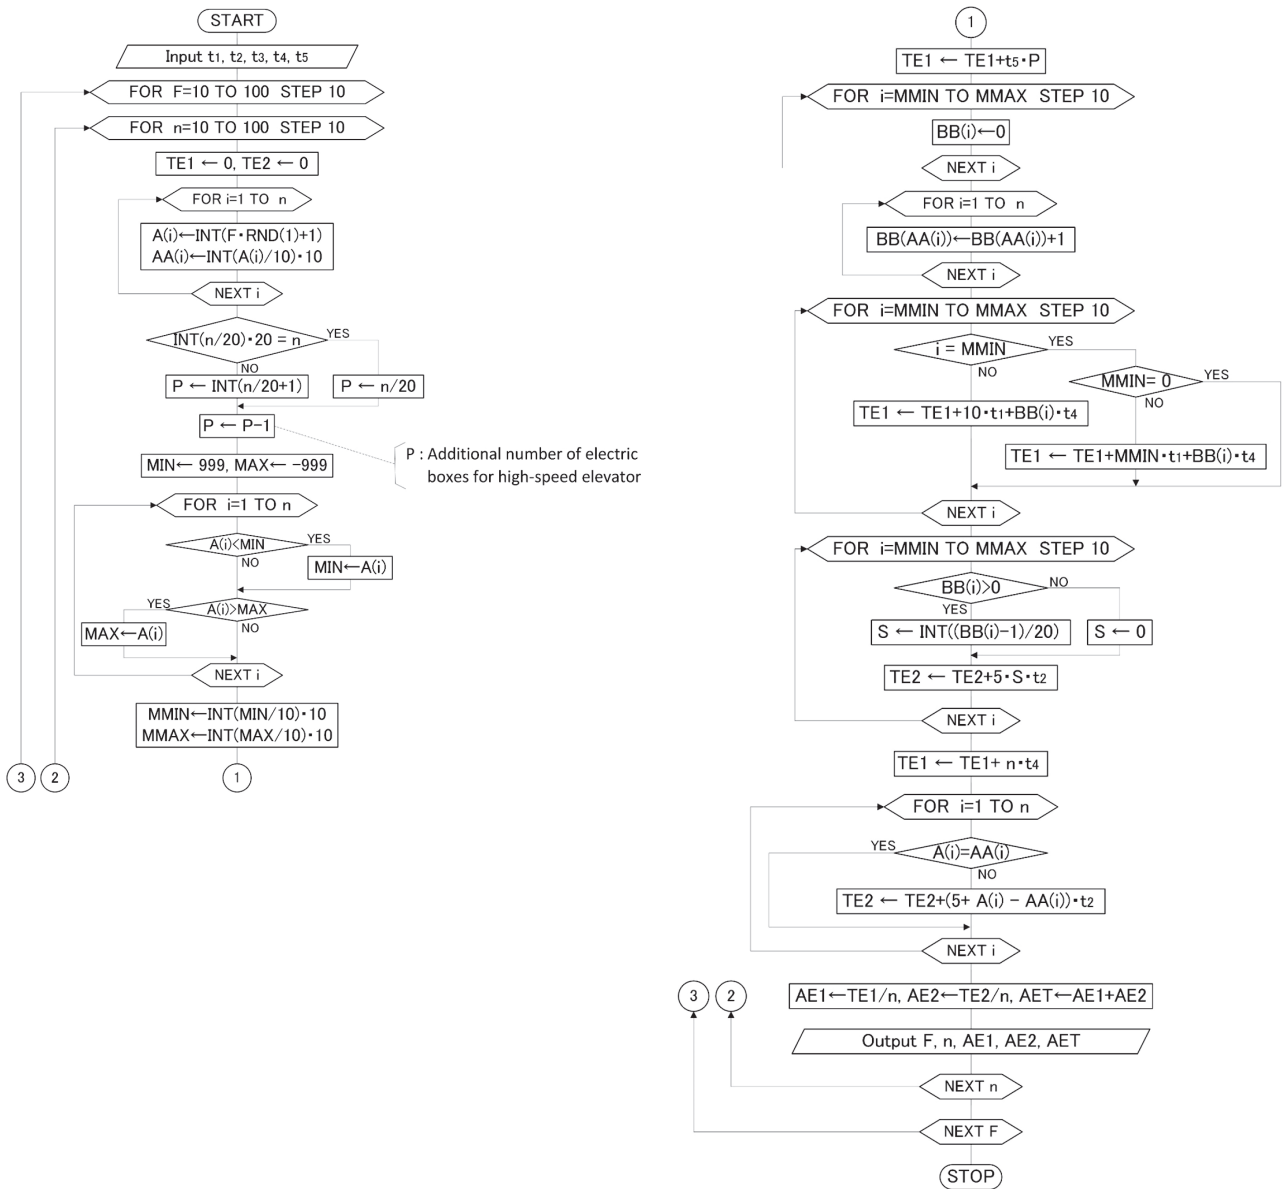 START
Input t1, t2, t3, t4, t5
FOR F=10 TO 100 STEP 10
FOR n=10 TO 100 STEP 10
TE1 ← 0, TE2 ← 0
FOR i=1 TO n
A(i)←INT(F・RND(1)+1)
AA(i)←INT(A(i)/10)・10
NEXT i
INT(n/20)・20 = n
YES
NO
P ← INT(n/20+1)
P ← n/20
P ← P-1
P : Additional number of electric
boxes for high-speed elevator
MIN← 999, MAX← -999
FOR i=1 TO n
A(i)<MIN
YES
NO
MIN←A(i)
A(i)>MAX
YES
NO
MAX←A(i)
NEXT i
MMIN←INT(MIN/10)・10
MMAX←INT(MAX/10)・10
3
2
1
1
TE1 ← TE1+t5・P
FOR i=MMIN TO MMAX STEP 10
BB(i)←0
NEXT i
FOR i=1 TO n
BB(AA(i))←BB(AA(i))+1
NEXT i
FOR i=MMIN TO MMAX STEP 10
i = MMIN
YES
NO
MMIN= 0
YES
NO
TE1 ← TE1+10・t1+BB(i)・t4
TE1 ← TE1+MMIN・t1+BB(i)・t4
NEXT i
FOR i=MMIN TO MMAX STEP 10
BB(i)>0
NO
YES
S ← INT((BB(i)-1)/20)
S ← 0
TE2 ← TE2+5・S・t2
NEXT i
TE1 ← TE1+ n・t4
FOR i=1 TO n
A(i)=AA(i)
YES
NO
TE2 ← TE2+(5+ A(i) - AA(i))・t2
NEXT i
AE1←TE1/n, AE2←TE2/n, AET←AE1+AE2
3
2
Output F, n, AE1, AE2, AET
NEXT n
NEXT F
STOP